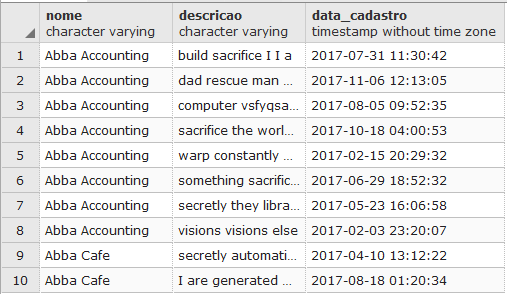 nome descricao data_cadastro
character varying character varying timestamp without time zone
1 Abba Accounting build sacrifice I I a 2017-07-31 11:30:42
2 Abba Accounting dad rescue man ... 2017-11-06 12:13:05
3 Abba Accounting computer vsfyqsa... 2017-08-05 09:52:35
4 Abba Accounting sacrifice the worl... 2017-10-18 04:00:53
5 Abba Accounting warp constantly ... 2017-02-15 20:29:32
6 Abba Accounting something sacrific... 2017-06-29 18:52:32
7 Abba Accounting secretly they libra... 2017-05-23 16:06:58
8 Abba Accounting visions visions else 2017-02-03 23:20:07
9 Abba Cafe secretly automati... 2017-04-10 13:12:22
10 Abba Cafe I are generated ... 2017-08-18 01:20:34